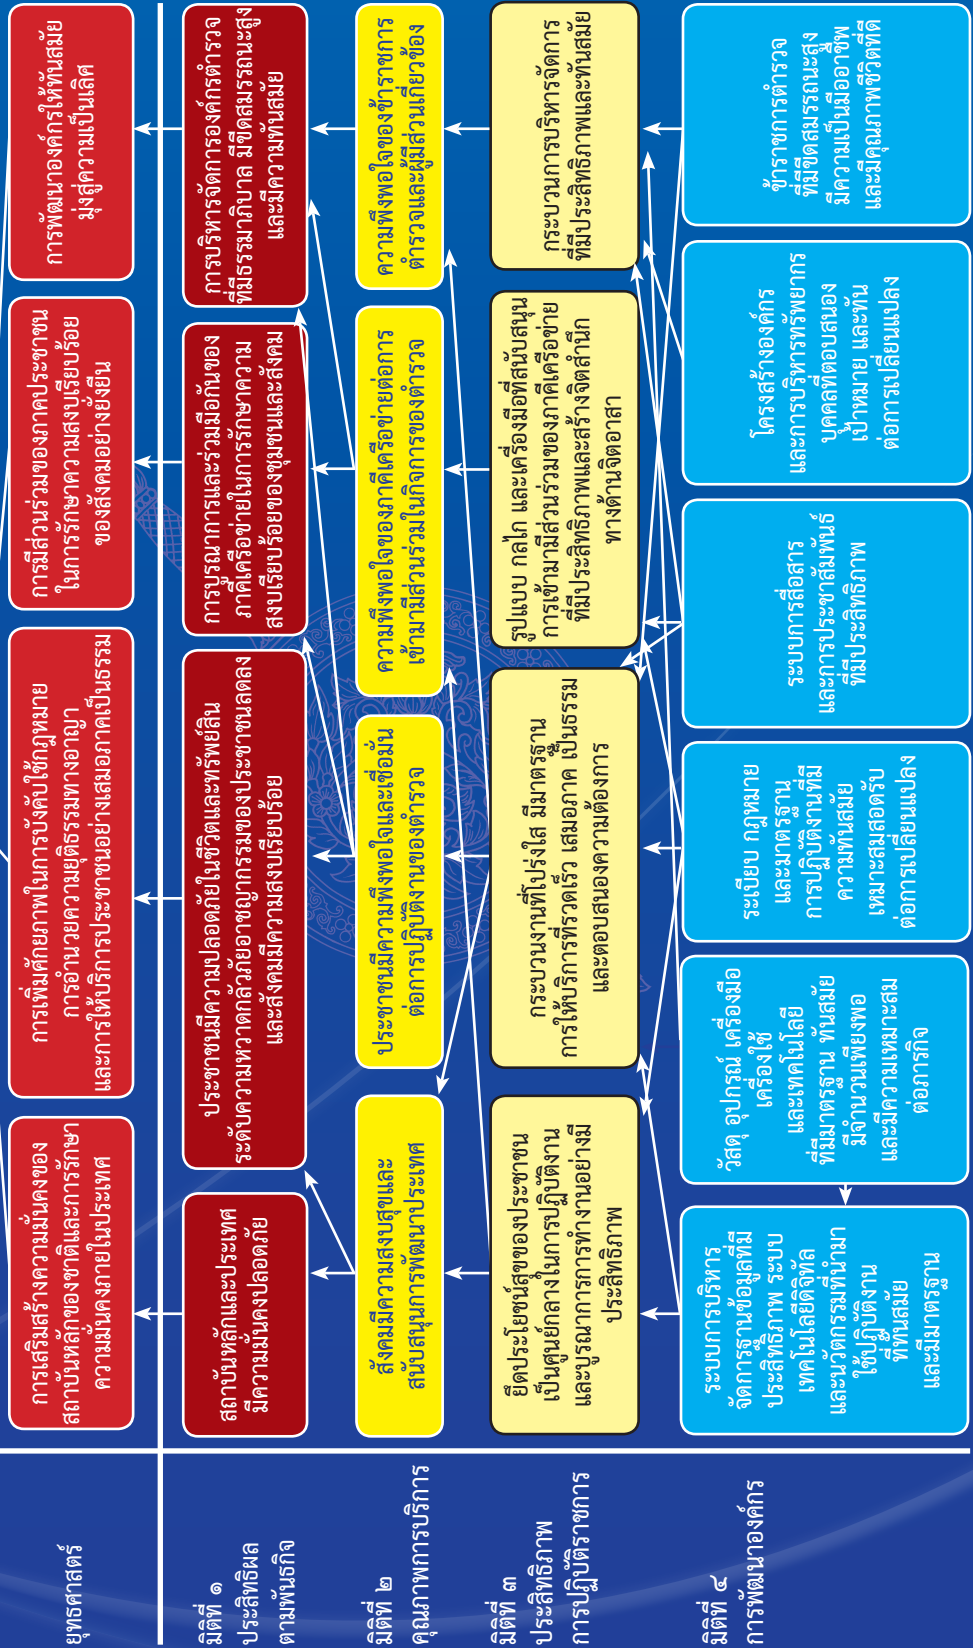 ยุทธศาสตร์
การเสริมสร้างความมั่นคงของ
สถาบันหลักของชาติและการรักษา
ความมั่นคงภายในประเทศ
การเพิ่มศักยภาพในการบังคับใช้กฎหมาย
การอำนวยความยุติธรรมทางอาญา
และการให้บริการประชาชนอย่างเสมอภาคเป็นธรรม
การมีส่วนร่วมของภาคประชาชน
ในการรักษาความสงบเรียบร้อย
ของสังคมอย่างยั่งยืน
การพัฒนาองค์กรให้ทันสมัย
มุ่งสู่ความเป็นเลิศ
มิติที่ ๑
ประสิทธิผล
ตามพันธกิจ
สถาบันหลักและประเทศ
มีความมั่นคงปลอดภัย
ประชาชนมีความปลอดภัยในชีวิตและทรัพย์สิน
ระดับความหวาดกลัวภัยอาชญากรรมของประชาชนลดลง
และสังคมมีความสงบเรียบร้อย
การบูรณาการและร่วมมือกันของ
ภาคีเครือข่ายในการรักษาความ
สงบเรียบร้อยของชุมชนและสังคม
การบริหารจัดการองค์กรตำรวจ
ที่มีธรรมาภิบาล มีขีดสมรรถนะสูง
และมีความทันสมัย
มิติที่ ๒
คุณภาพการบริการ
สังคมมีความสงบสุขและ
สนับสนุนการพัฒนาประเทศ
ประชาชนมีความพึงพอใจและเชื่อมั่น
ต่อการปฏิบัติงานของตำรวจ
ความพึงพอใจของภาคีเครือข่ายต่อการ
เข้ามามีส่วนร่วมในกิจการของตำรวจ
ความพึงพอใจของข้าราชการ
ตำรวจและผู้มีส่วนเกี่ยวข้อง
มิติที่ ๓
ประสิทธิภาพ
การปฏิบัติราชการ
ยึดประโยชน์สุขของประชาชน
เป็นศูนย์กลางในการปฏิบัติงาน
และบูรณาการการทำงานอย่างมี
ประสิทธิภาพ
กระบวนงานที่โปร่งใส มีมาตรฐาน
การให้บริการที่รวดเร็ว เสมอภาค เป็นธรรม
และตอบสนองความต้องการ
รูปแบบ กลไก และเครื่องมือที่สนับสนุน
การเข้ามามีส่วนร่วมของภาคีเครือข่าย
ที่มีประสิทธิภาพและสร้างจิตสำนึก
ทางด้านจิตอาสา
กระบวนการบริหารจัดการ
ที่มีประสิทธิภาพและทันสมัย
มิติที่ ๔
การพัฒนาองค์กร
ระบบการบริหาร
จัดการฐานข้อมูลที่มี
ประสิทธิภาพ ระบบ
เทคโนโลยีดิจิทัล
และนวัตกรรมที่นำมา
ใช้ปฏิบัติงาน
ที่ทันสมัย
และมีมาตรฐาน
วัสดุ อุปกรณ์ เครื่องมือ
เครื่องใช้
และเทคโนโลยี
ที่มีมาตรฐาน ทันสมัย
มีจำนวนเพียงพอ
และมีความเหมาะสม
ต่อภารกิจ
ระเบียบ กฎหมาย
และมาตรฐาน
การปฏิบัติงานที่มี
ความทันสมัย
เหมาะสมสอดรับ
ต่อการเปลี่ยนแปลง
ระบบการสื่อสาร
และการประชาสัมพันธ์
ที่มีประสิทธิภาพ
โครงสร้างองค์กร
และการบริหารทรัพยากร
บุคคลที่ตอบสนอง
เป้าหมาย และทัน
ต่อการเปลี่ยนแปลง
ข้าราชการตำรวจ
ที่มีขีดสมรรถนะสูง
มีความเป็นมืออาชีพ
และมีคุณภาพชีวิตที่ดี